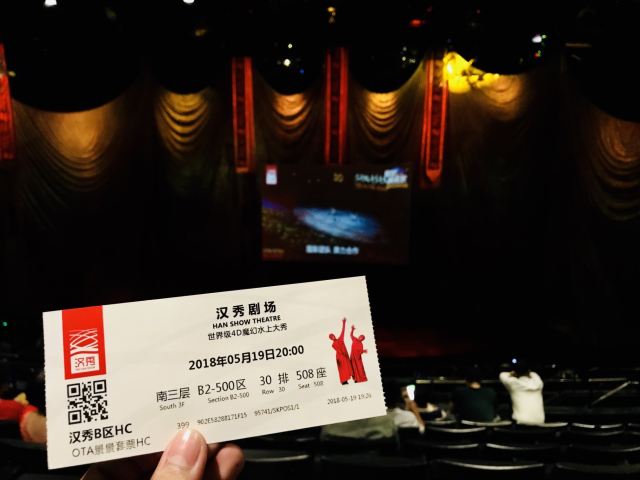 汉秀剧场
HAN SHOW THEATRE
世界级4D魔幻水上大秀
2018年05月19日20:00
南三层 B2-500区 30 排 508 座
South 3F Section B2-500 Row 30 Seat 508
399 902E58288171F15 95741/SKPOS1/1 2018-05-19 19:26
汉秀
汉秀B区HC
OTA景景套票HC